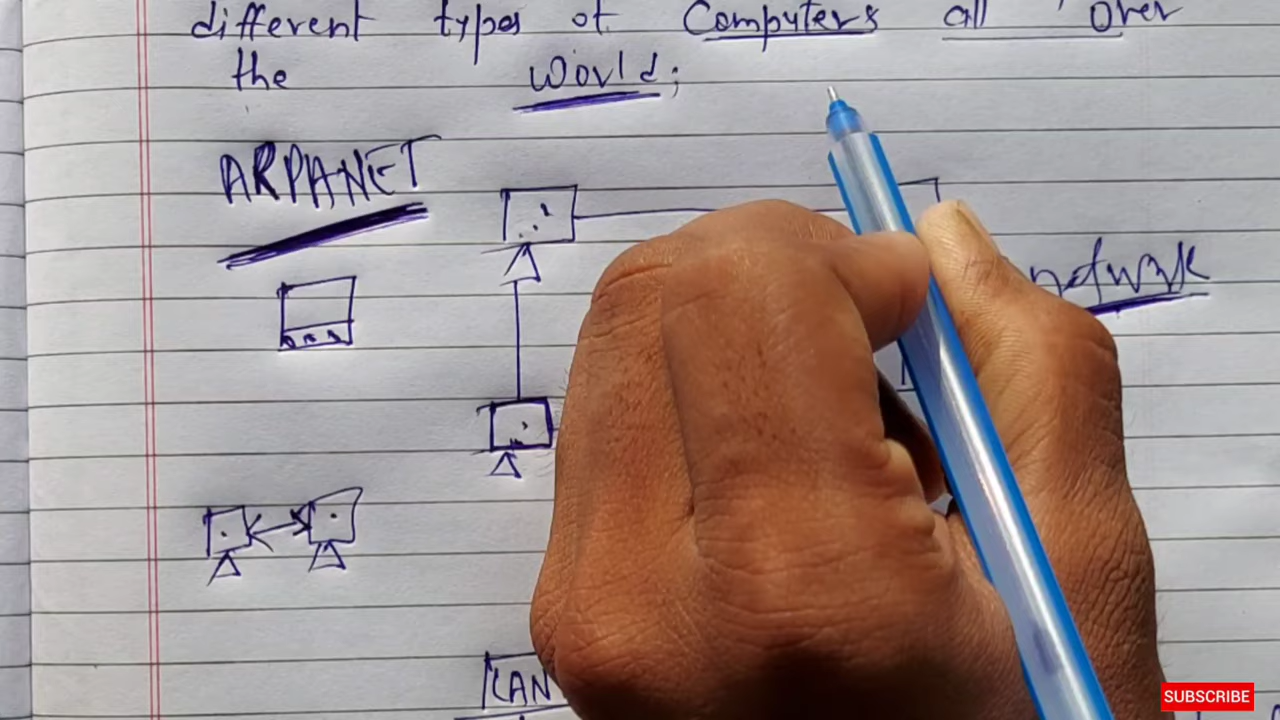 different types of Computers all over
the World;
ARPANET
network
LAN
SUBSCRIBE